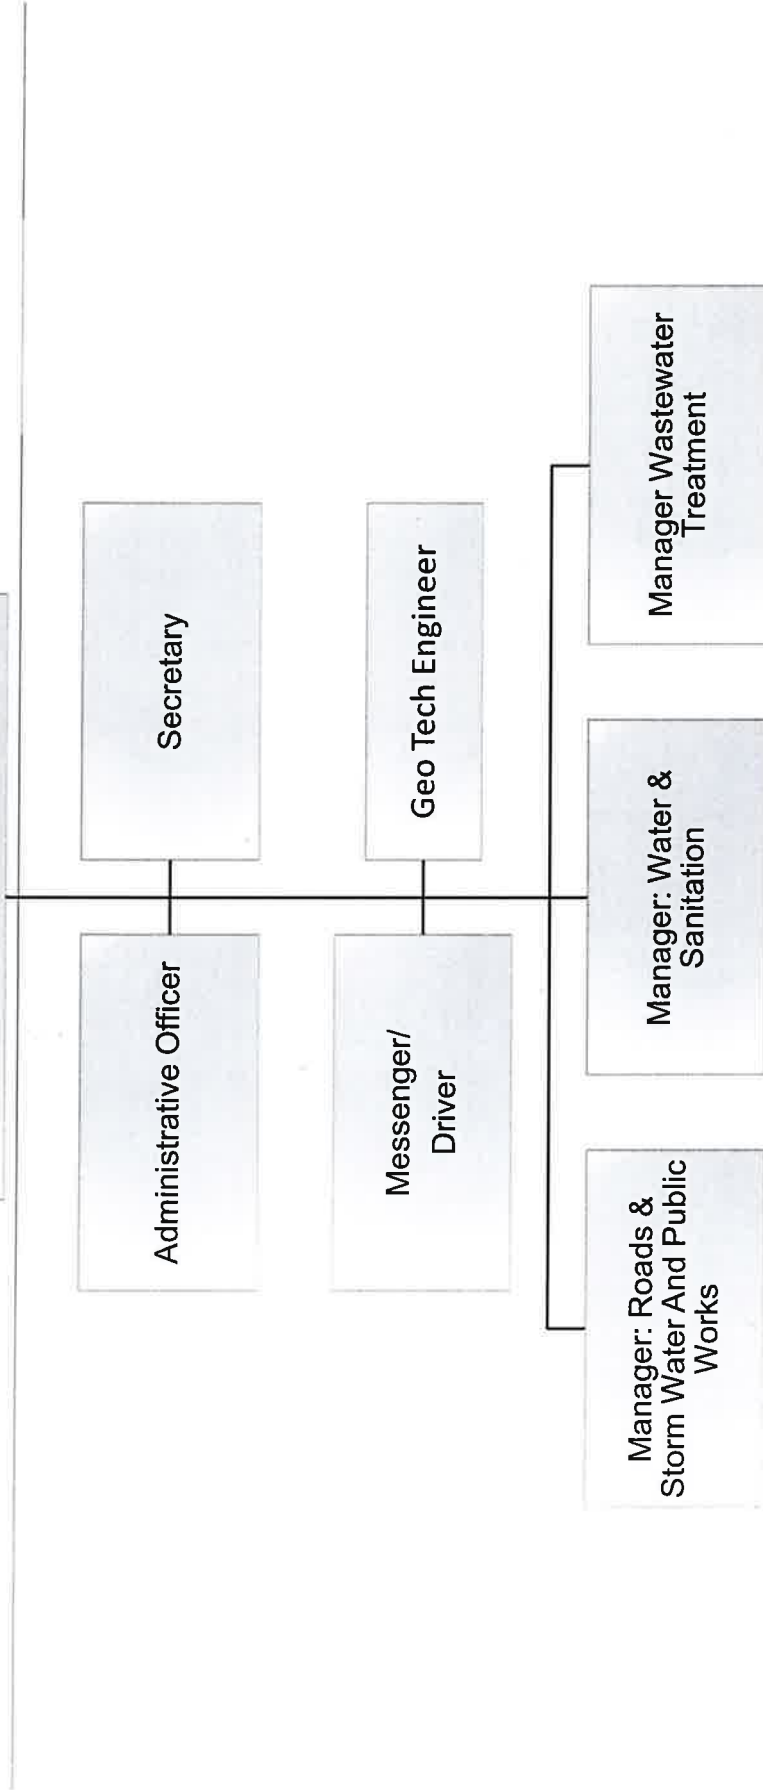 Administrative Officer
Secretary
Messenger/
Driver
Geo Tech Engineer
Manager: Roads &
Storm Water And Public
Works
Manager: Water &
Sanitation
Manager Wastewater
Treatment